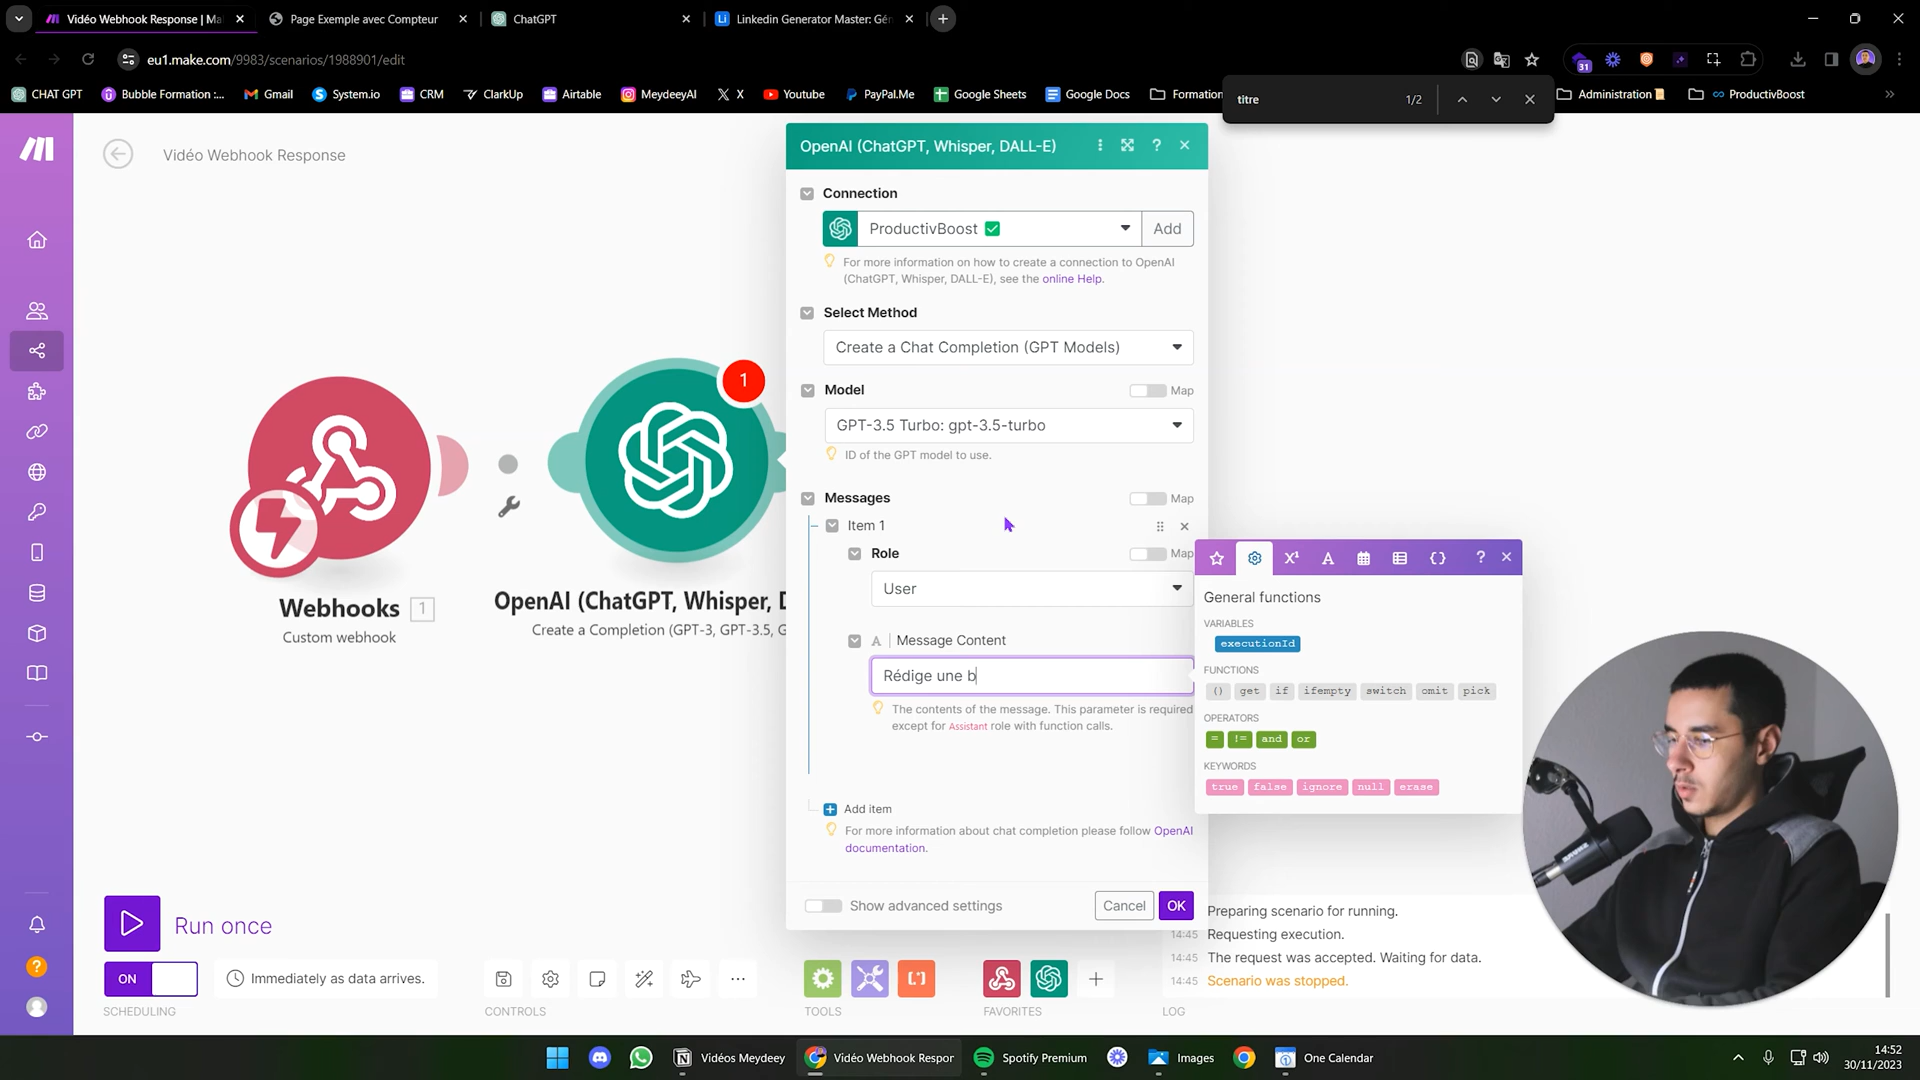 Vidéo Webhook Response | Ma
Page Exemple avec Compteur
ChatGPT
Linkedin Generator Master: Gén
eu1.make.com/9983/scenarios/1988901/edit
31
CHAT GPT
Bubble Formation :...
Gmail
System.io
CRM
ClarkUp
Airtable
MeydeeyAI
X
Youtube
PayPal.Me
Google Sheets
Google Docs
Formation
Administration
ProductivBoost
titre
1/2
Vidéo Webhook Response
OpenAI (ChatGPT, Whisper, DALL-E)
Connection
ProductivBoost
Add
For more information on how to create a connection to OpenAI
(ChatGPT, Whisper, DALL-E), see the online Help.
Select Method
Create a Chat Completion (GPT Models)
Model
Map
GPT-3.5 Turbo: gpt-3.5-turbo
ID of the GPT model to use.
Messages
Map
Item 1
Role
Map
User
A | Message Content
Rédige une b
The contents of the message. This parameter is required
except for Assistant role with function calls.
Add item
For more information about chat completion please follow OpenAI
documentation.
Show advanced settings
Cancel
OK
1
Webhooks 1
Custom webhook
OpenAI (ChatGPT, Whisper, D
Create a Completion (GPT-3, GPT-3.5, G
General functions
VARIABLES
executionId
FUNCTIONS
() get if ifempty switch omit pick
OPERATORS
= != and or
KEYWORDS
true false ignore null erase
Run once
ON
Immediately as data arrives.
SCHEDULING
CONTROLS
TOOLS
FAVORITES
LOG
Preparing scenario for running.
14:45 Requesting execution.
14:45 The request was accepted. Waiting for data.
14:45 Scenario was stopped.
Vidéos Meydeey
Vidéo Webhook Respor
Spotify Premium
Images
One Calendar
14:52
30/11/2023